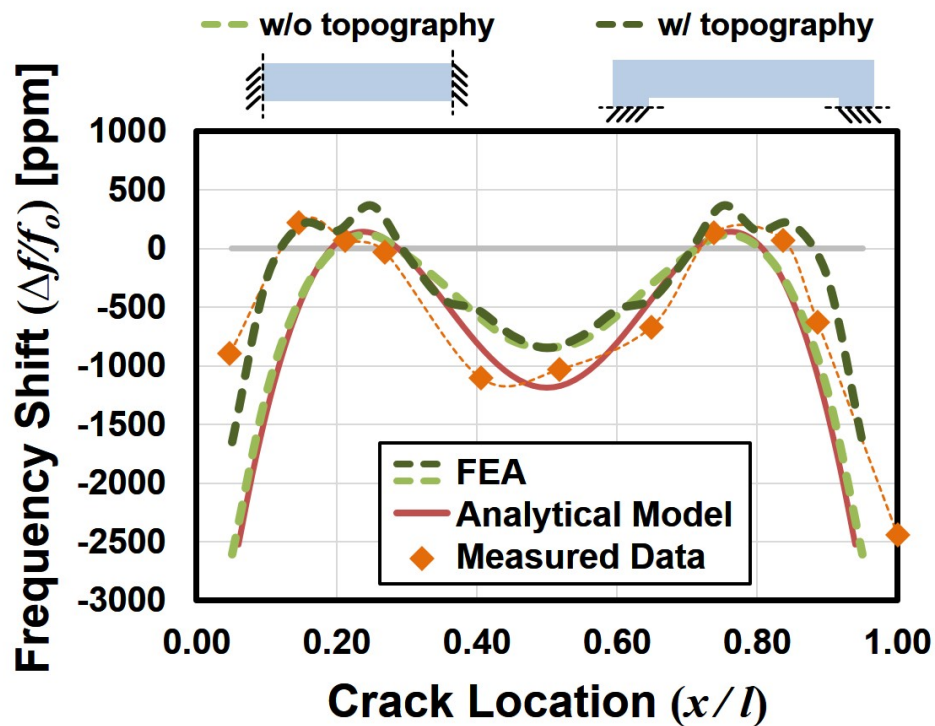 w/o topography
w/ topography
Frequency Shift (Δf/fo) [ppm]
1000
500
0
-500
-1000
-1500
-2000
-2500
-3000
FEA
Analytical Model
Measured Data
0.00 0.20 0.40 0.60 0.80 1.00
Crack Location (x / l)